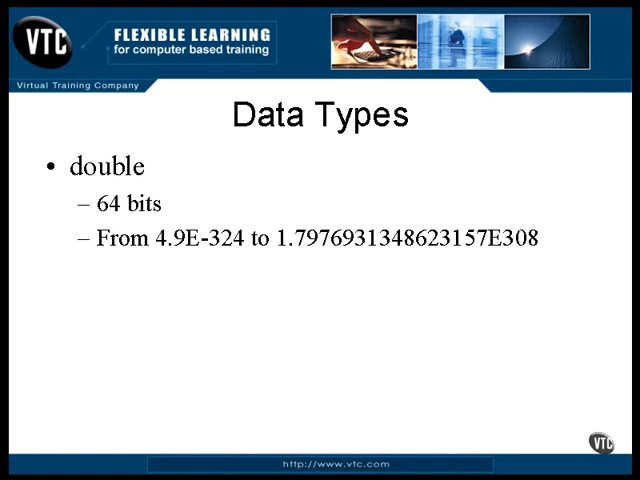 VTC
FLEXIBLE LEARNING
for computer based training
Virtual Training Company
Data Types
• double
– 64 bits
– From 4.9E-324 to 1.7976931348623157E308
VTC
http://www.vtc.com